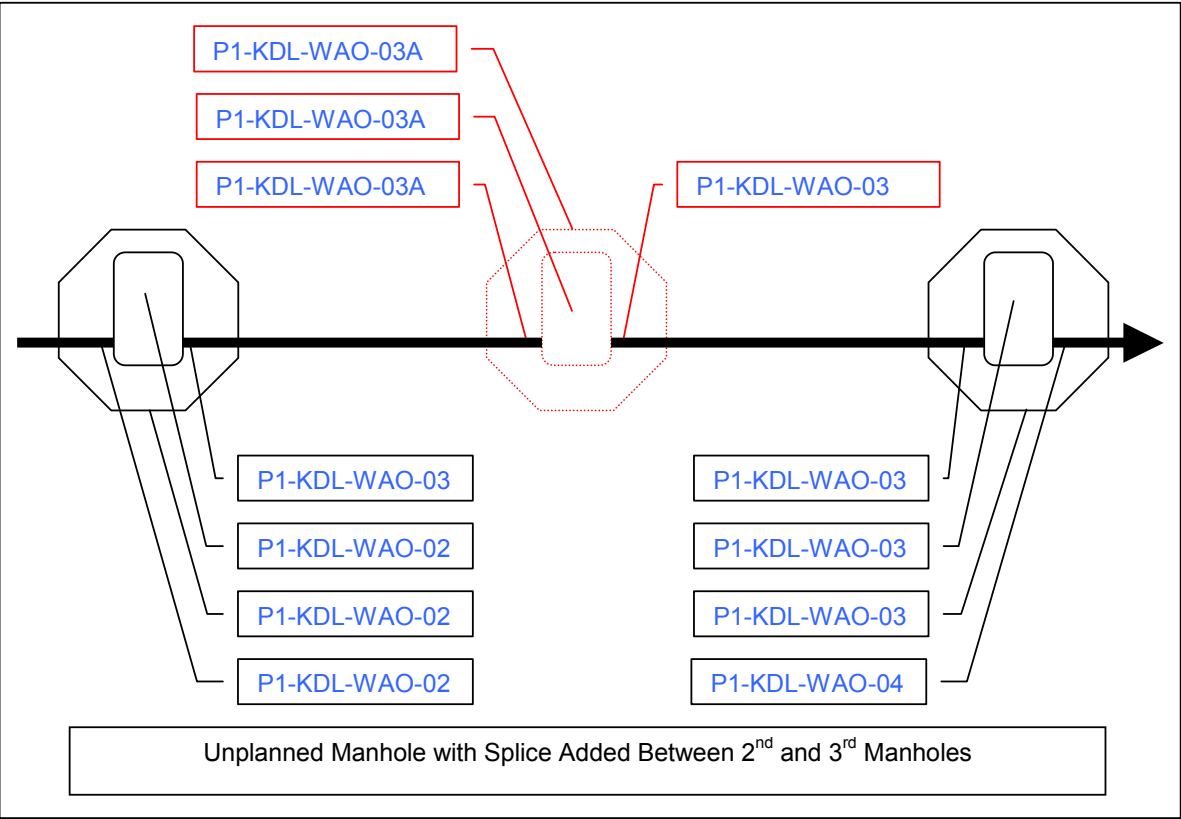 P1-KDL-WAO-03A
P1-KDL-WAO-03A
P1-KDL-WAO-03A
P1-KDL-WAO-03
P1-KDL-WAO-03
P1-KDL-WAO-02
P1-KDL-WAO-02
P1-KDL-WAO-02
P1-KDL-WAO-03
P1-KDL-WAO-03
P1-KDL-WAO-03
P1-KDL-WAO-04
Unplanned Manhole with Splice Added Between 2nd and 3rd Manholes